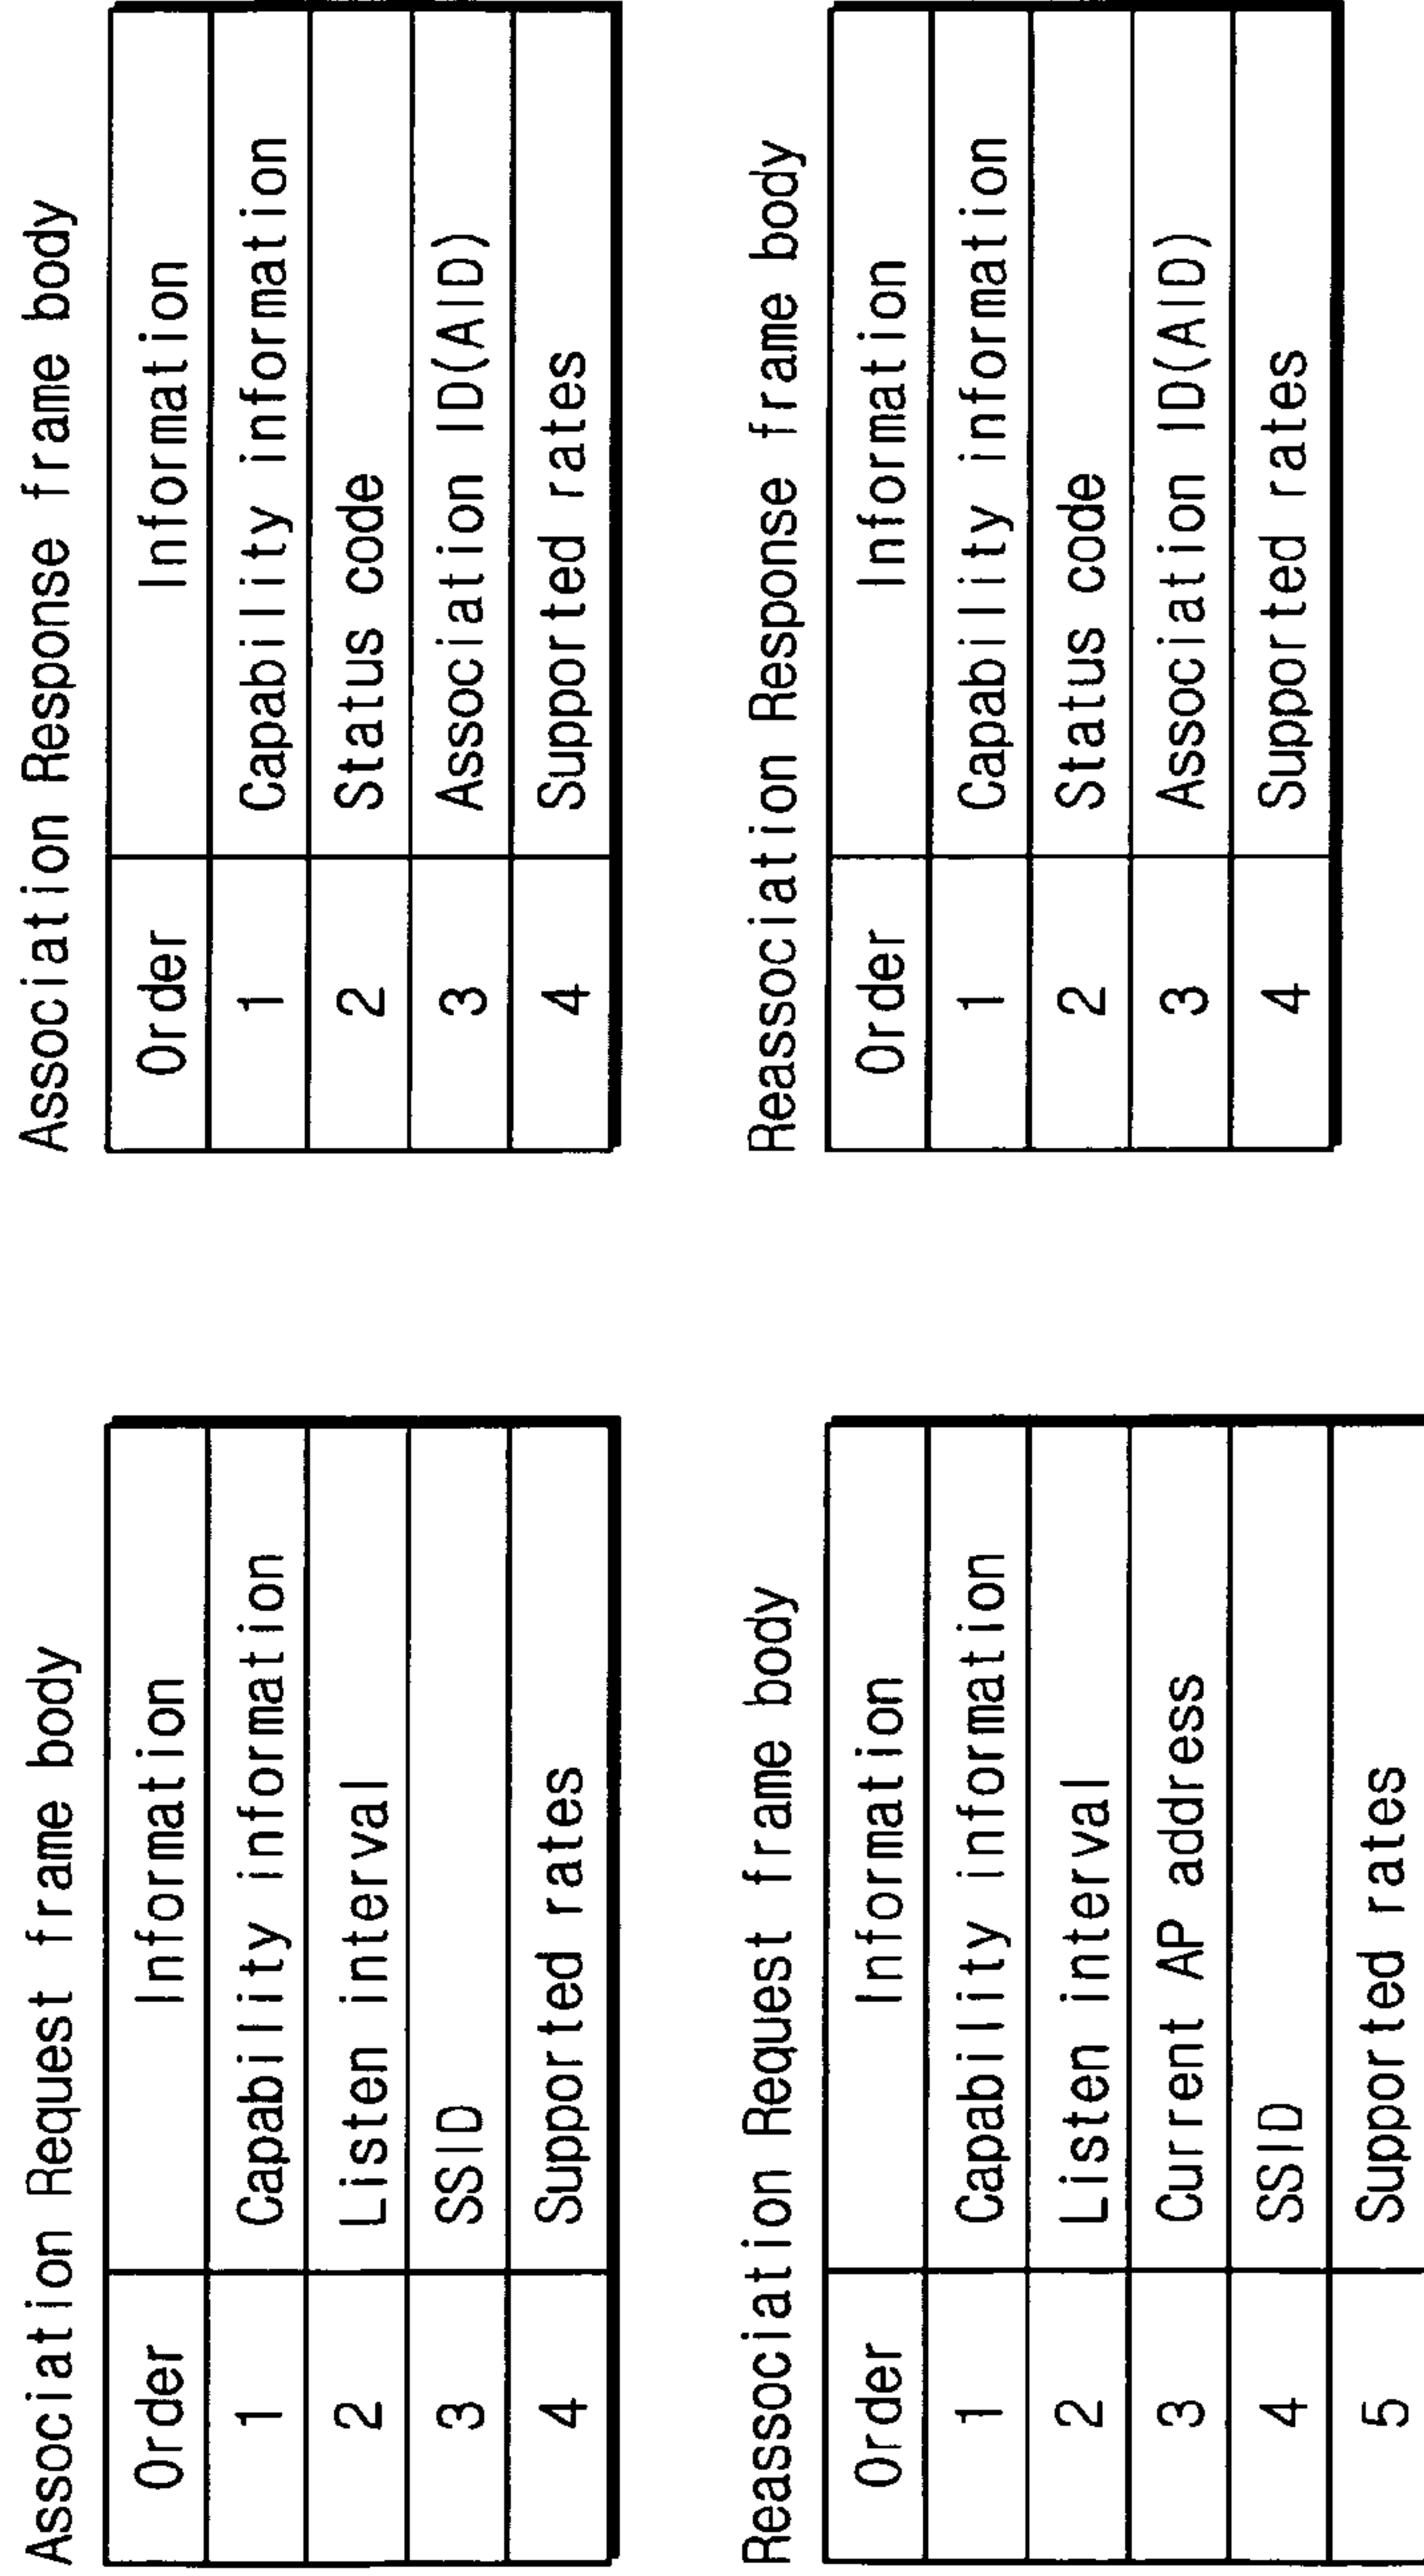 Association Request frame body
Order Information
1 Capability information
2 Listen interval
3 SSID
4 Supported rates
Association Response frame body
Order Information
1 Capability information
2 Status code
3 Association ID(AID)
4 Supported rates
Reassociation Request frame body
Order Information
1 Capability information
2 Listen interval
3 Current AP address
4 SSID
5 Supported rates
Reassociation Response frame body
Order Information
1 Capability information
2 Status code
3 Association ID(AID)
4 Supported rates